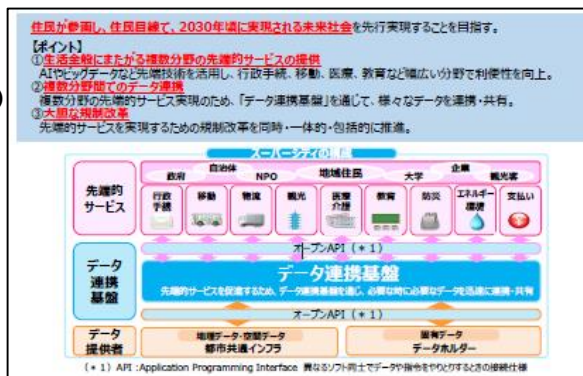 住民が参画し、住民目線で、2030年頃に実現される未来社会を先行実現することを目指す。
【ポイント】
①生活全般にまたがる複数分野の先端的サービスの提供
AIやビッグデータなど先端技術を活用し、行政手続、移動、医療、教育など幅広い分野で利便性を向上。
②複数分野間でのデータ連携
複数分野の先端的サービス実現のため、「データ連携基盤」を通じて、様々なデータを連携・共有。
③大胆な規制改革
先端的サービスを実現するための規制改革を同時・一体的・包括的に推進。
スーパーシティの構成
政府 自治体 NPO 地域住民 大学 企業 観光客
先端的
サービス
行政
手続
移動
物流
観光
医療
介護
教育
防災
エネルギー
環境
支払い
オープンAPI (*1)
データ
連携
基盤
データ連携基盤
先端的サービスを促進するため、データ連携基盤を通じ、必要な時に必要なデータを迅速に連携・共有
オープンAPI (*1)
データ
提供者
地理データ・空間データ
都市共通インフラ
固有データ
データホルダー
(*1) API :Application Programming Interface 異なるソフト同士でデータや指令をやりとりするときの接続仕様